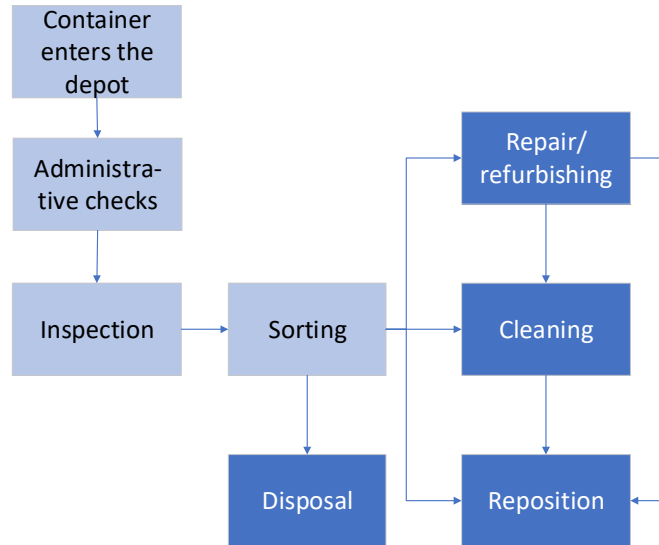 Container
enters the
depot
Administra-
tive checks
Inspection
Sorting
Disposal
Repair/
refurbishing
Cleaning
Reposition